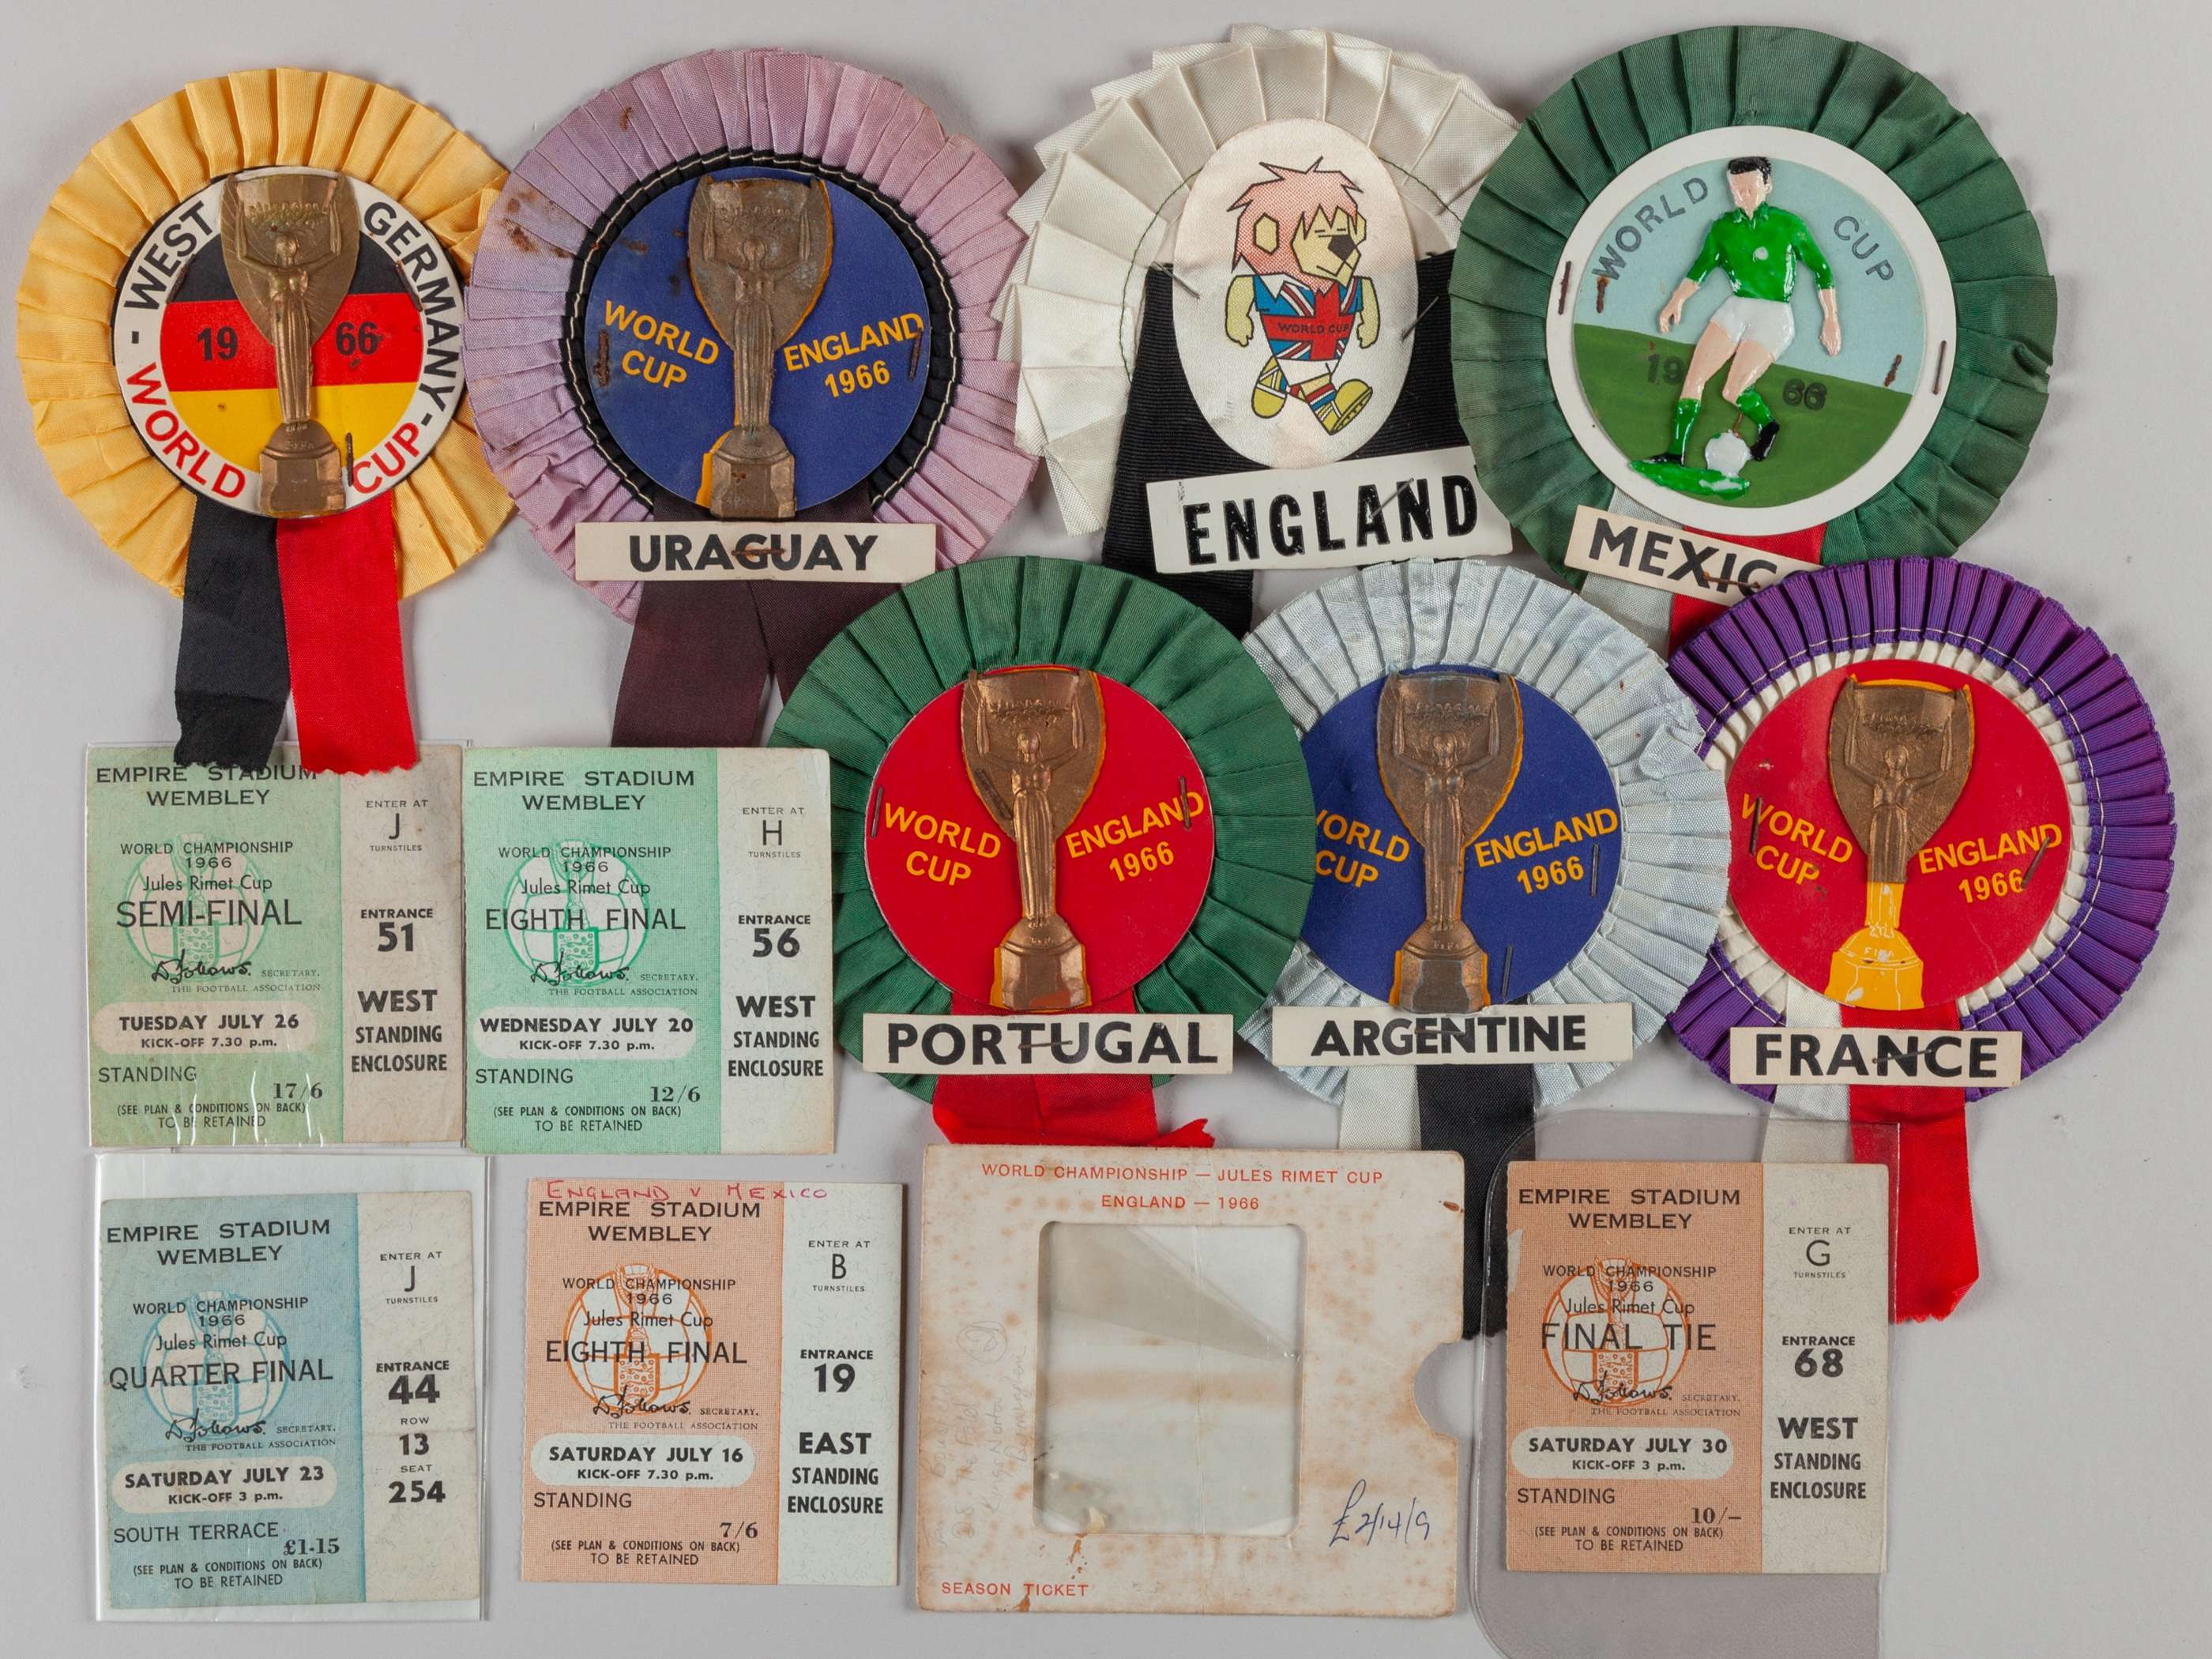 - WEST GERMANY -
19 66
WORLD CUP
WORLD CUP
ENGLAND 1966
URAGUAY
WORLD CUP
ENGLAND
WORLD CUP
19 66
MEXIC
WORLD CUP
ENGLAND 1966
PORTUGAL
WORLD CUP
ENGLAND 1966
ARGENTINE
WORLD CUP
ENGLAND 1966
FIFA
FRANCE
EMPIRE STADIUM
WEMBLEY
WORLD CHAMPIONSHIP
1966
Jules Rimet Cup
SEMI-FINAL
D Follows. SECRETARY.
THE FOOTBALL ASSOCIATION
TUESDAY JULY 26
KICK-OFF 7.30 p.m.
STANDING
17/6
(SEE PLAN & CONDITIONS ON BACK)
TO BE RETAINED
ENTER AT
J
TURNSTILES
ENTRANCE
51
WEST
STANDING
ENCLOSURE
EMPIRE STADIUM
WEMBLEY
WORLD CHAMPIONSHIP
1966
Jules Rimet Cup
EIGHTH FINAL
D Follows. SECRETARY.
THE FOOTBALL ASSOCIATION
WEDNESDAY JULY 20
KICK-OFF 7.30 p.m.
STANDING
12/6
(SEE PLAN & CONDITIONS ON BACK)
TO BE RETAINED
ENTER AT
H
TURNSTILES
ENTRANCE
56
WEST
STANDING
ENCLOSURE
EMPIRE STADIUM
WEMBLEY
WORLD CHAMPIONSHIP
1966
Jules Rimet Cup
QUARTER FINAL
D Follows. SECRETARY.
THE FOOTBALL ASSOCIATION
SATURDAY JULY 23
KICK-OFF 3 p.m.
SOUTH TERRACE
£1-15
(SEE PLAN & CONDITIONS ON BACK)
TO BE RETAINED
ENTER AT
J
TURNSTILES
ENTRANCE
44
ROW
13
SEAT
254
ENGLAND V MEXICO
EMPIRE STADIUM
WEMBLEY
WORLD CHAMPIONSHIP
1966
Jules Rimet Cup
EIGHTH FINAL
D Follows. SECRETARY.
THE FOOTBALL ASSOCIATION
SATURDAY JULY 16
KICK-OFF 7.30 p.m.
STANDING
7/6
(SEE PLAN & CONDITIONS ON BACK)
TO BE RETAINED
ENTER AT
B
TURNSTILES
ENTRANCE
19
EAST
STANDING
ENCLOSURE
WORLD CHAMPIONSHIP — JULES RIMET CUP
ENGLAND — 1966
£2/14/9
SEASON TICKET
EMPIRE STADIUM
WEMBLEY
WORLD CHAMPIONSHIP
1966
Jules Rimet Cup
FINAL TIE
D Follows. SECRETARY.
THE FOOTBALL ASSOCIATION
SATURDAY JULY 30
KICK-OFF 3 p.m.
STANDING
10/-
(SEE PLAN & CONDITIONS ON BACK)
TO BE RETAINED
ENTER AT
G
TURNSTILES
ENTRANCE
68
WEST
STANDING
ENCLOSURE